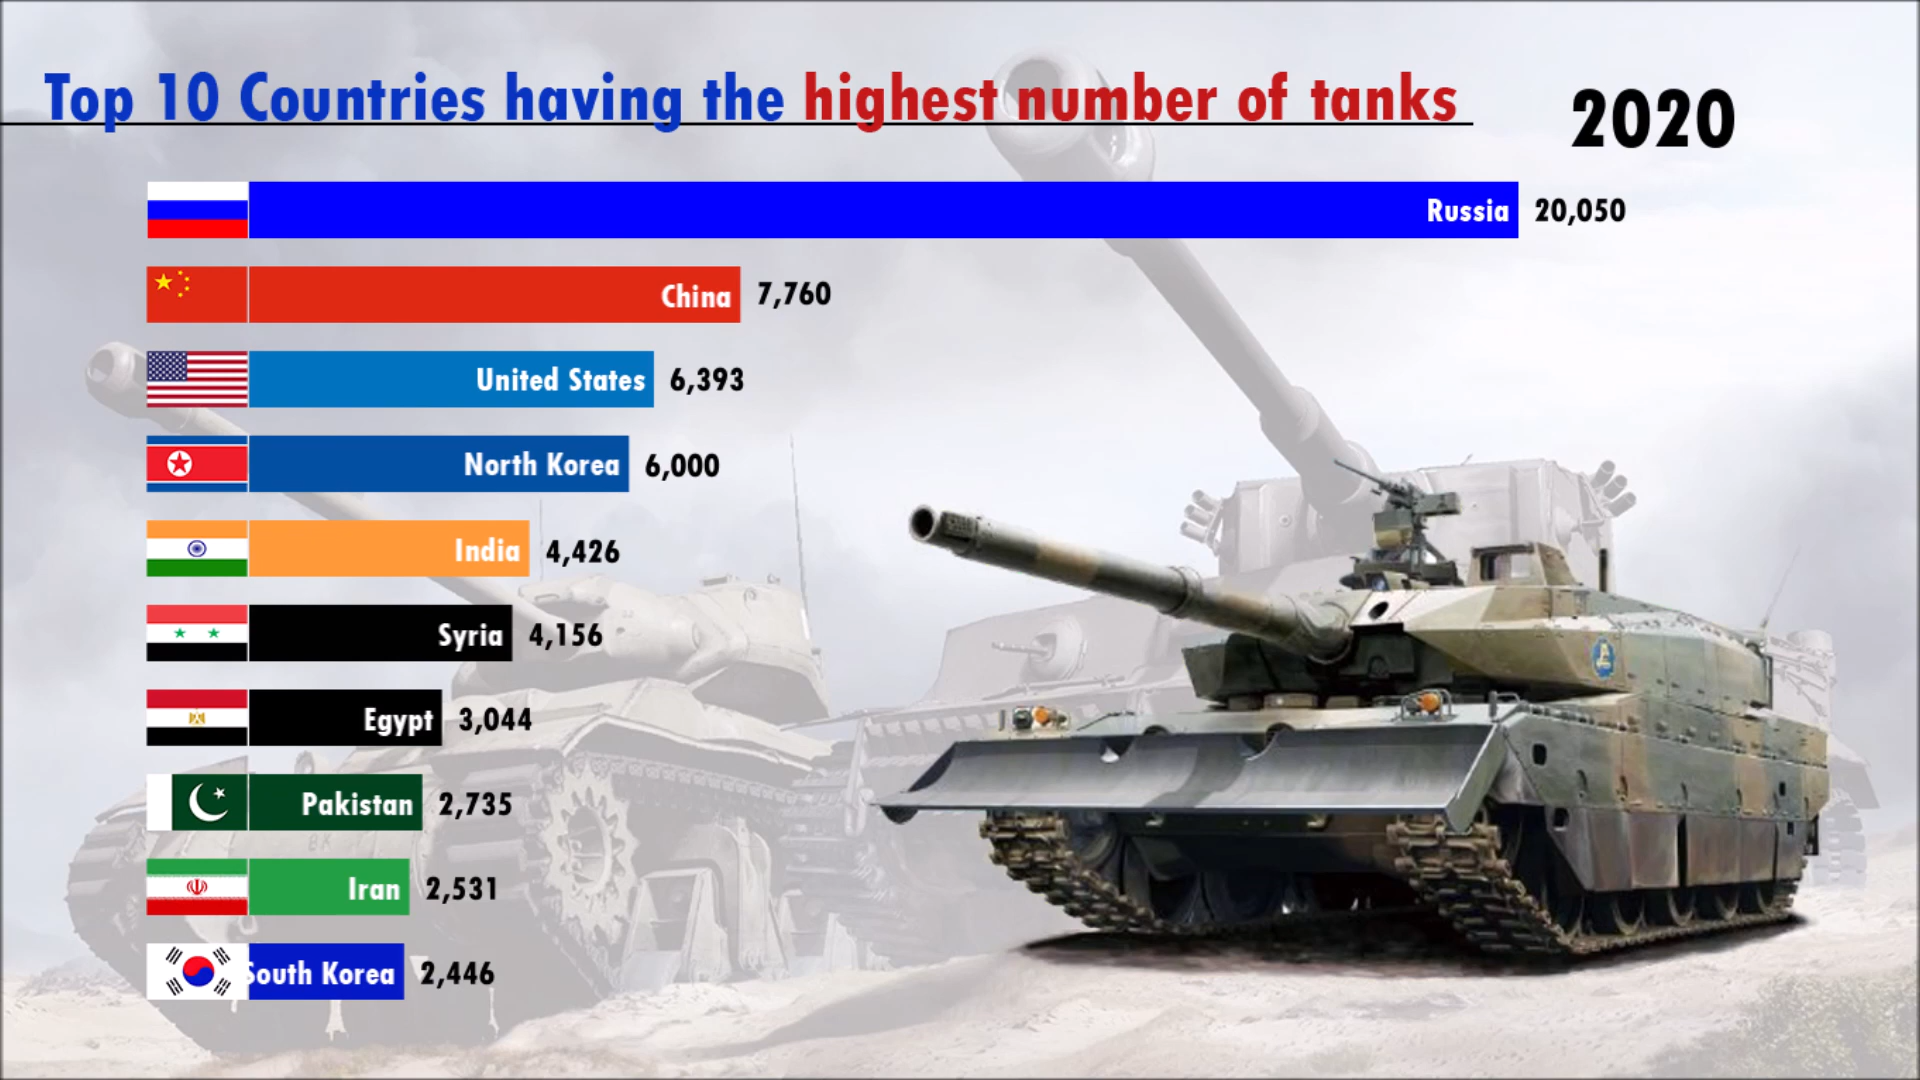 Top 10 Countries having the highest number of tanks
2020
Russia 20,050
China 7,760
United States 6,393
North Korea 6,000
India 4,426
Syria 4,156
Egypt 3,044
Pakistan 2,735
Iran 2,531
South Korea 2,446